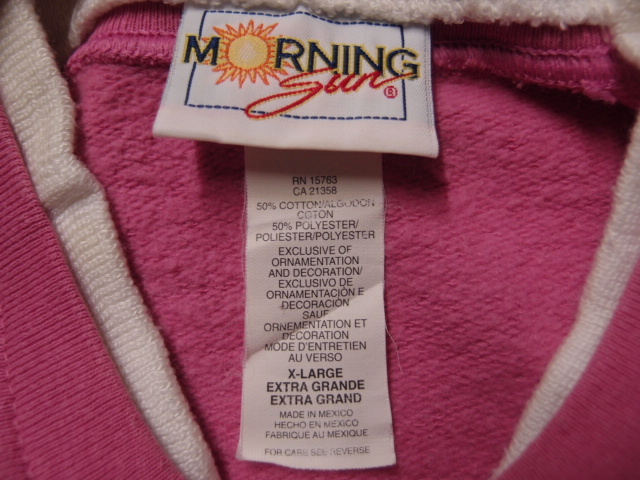 MORNING
Sun ®
RN 15763
CA 21358
50% COTTON/ALGODON
COTON
50% POLYESTER/
POLIESTER/POLYESTER
EXCLUSIVE OF
ORNAMENTATION
AND DECORATION/
EXCLUSIVO DE
ORNAMENTACIÓN E
DECORACIÓN
SAUF
ORNEMENTATION ET
DECORATION
MODE D'ENTRETIEN
AU VERSO
X-LARGE
EXTRA GRANDE
EXTRA GRAND
MADE IN MEXICO
HECHO EN MÉXICO
FABRIQUE AU MEXIQUE
FOR CARE SEE REVERSE